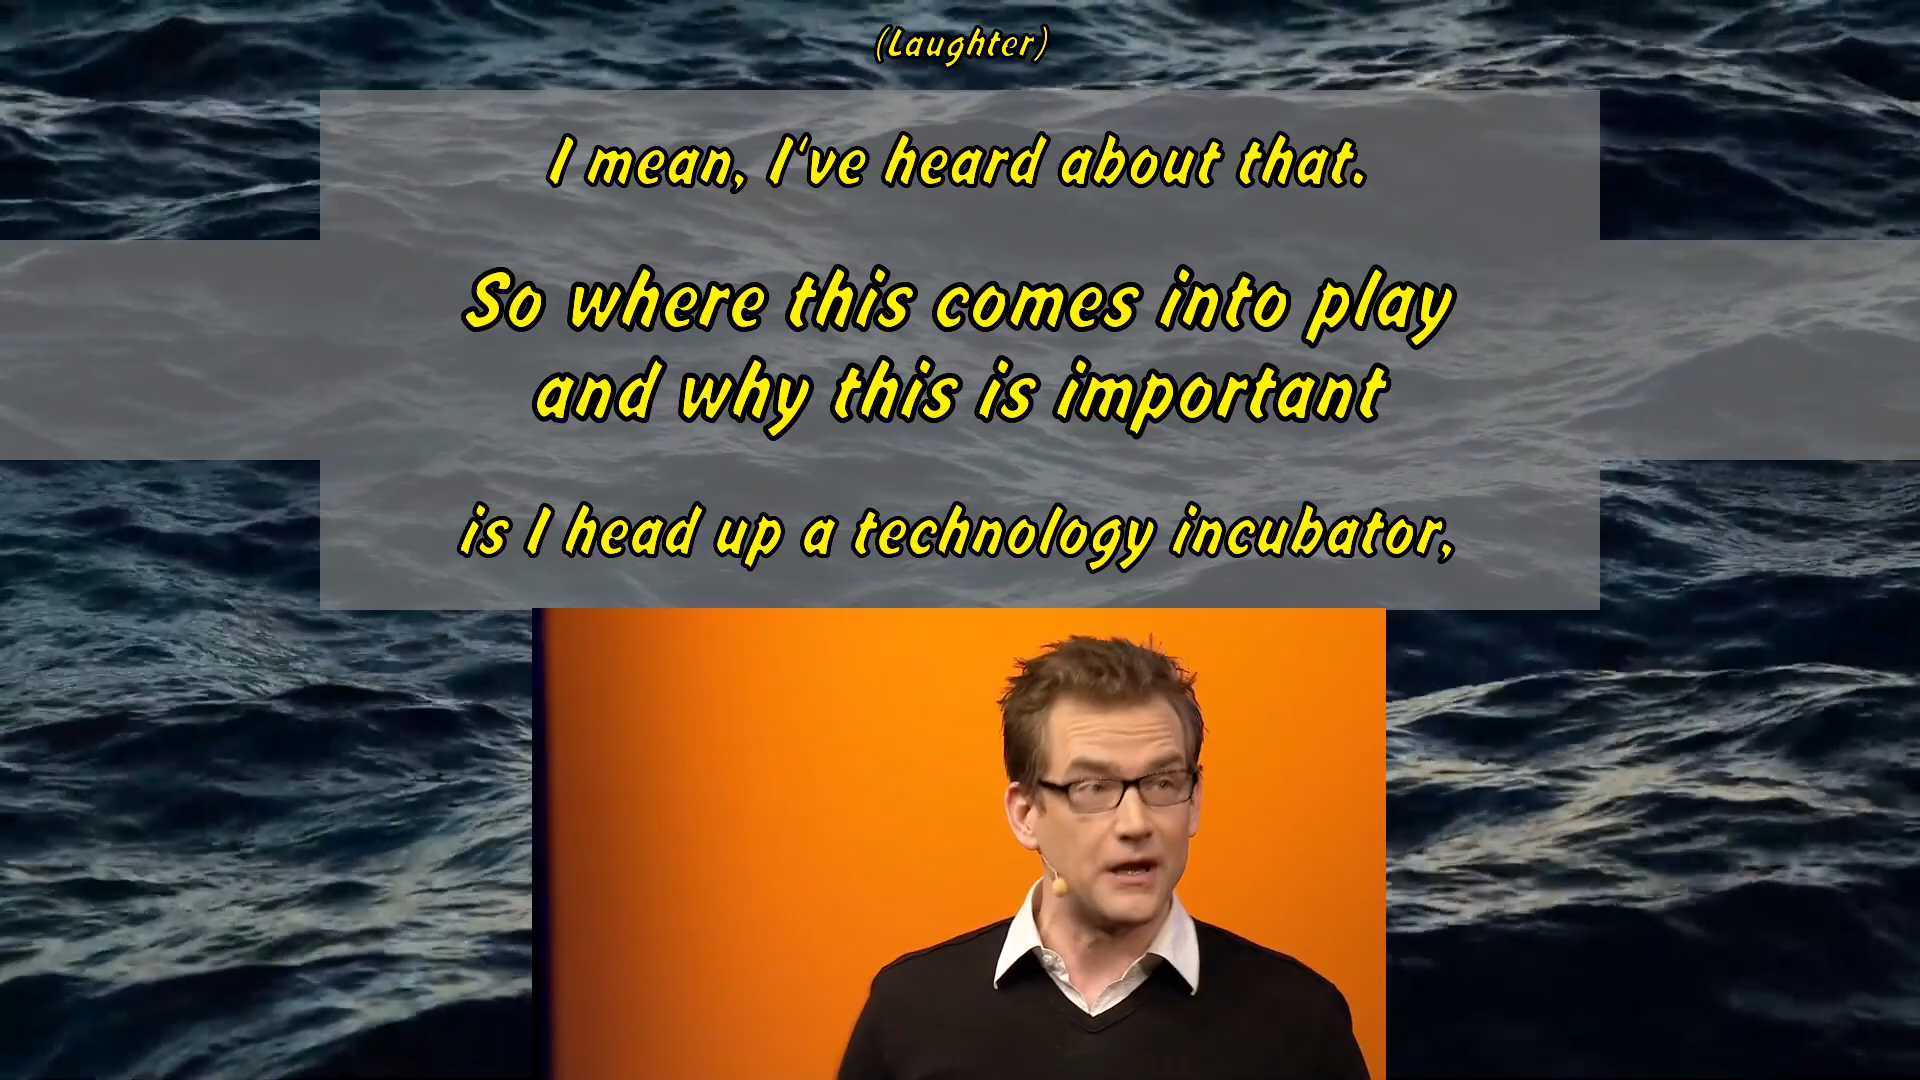 (Laughter)
I mean, I've heard about that.
So where this comes into play
and why this is important
is I head up a technology incubator,